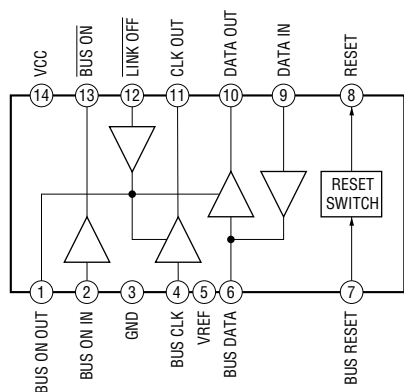 VCC
BUS ON
LINK OFF
CLK OUT
DATA OUT
DATA IN
RESET
14
13
12
11
10
9
8
RESET
SWITCH
1
2
3
4
5
6
7
BUS ON OUT
BUS ON IN
GND
BUS CLK
VREF
BUS DATA
BUS RESET